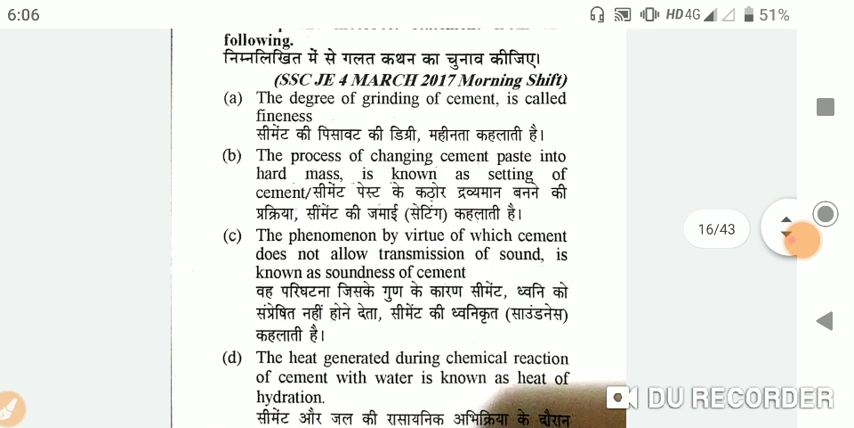 6:06
HD 4G 51%
following.
निम्नलिखित में से गलत कथन का चुनाव कीजिए।
(SSC JE 4 MARCH 2017 Morning Shift)
(a) The degree of grinding of cement, is called
fineness
सीमेंट की पिसावट की डिग्री, महीनता कहलाती है।
(b) The process of changing cement paste into
hard mass, is known as setting of
cement/सीमेंट पेस्ट के कठोर द्रव्यमान बनने की
प्रक्रिया, सींमेंट की जमाई (सेटिंग) कहलाती है।
(c) The phenomenon by virtue of which cement
does not allow transmission of sound, is
known as soundness of cement
वह परिघटना जिसके गुण के कारण सीमेंट, ध्वनि को
संप्रेषित नहीं होने देता, सीमेंट की ध्वनिकृत (साउंडनेस)
कहलाती है।
16/43
(d) The heat generated during chemical reaction
of cement with water is known as heat of
hydration.
सीमेंट और जल की रासायनिक अभिक्रिया के दौरान
DU RECORDER